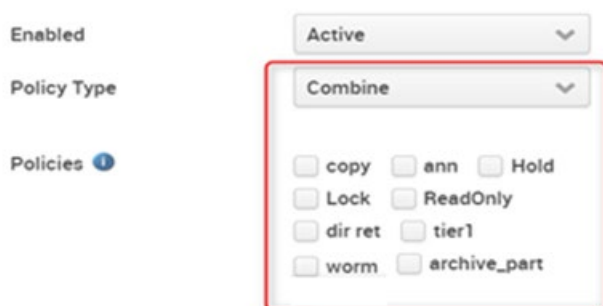 Enabled Active
Policy Type Combine
Policies copy ann Hold
Lock ReadOnly
dir ret tier1
worm archive_part